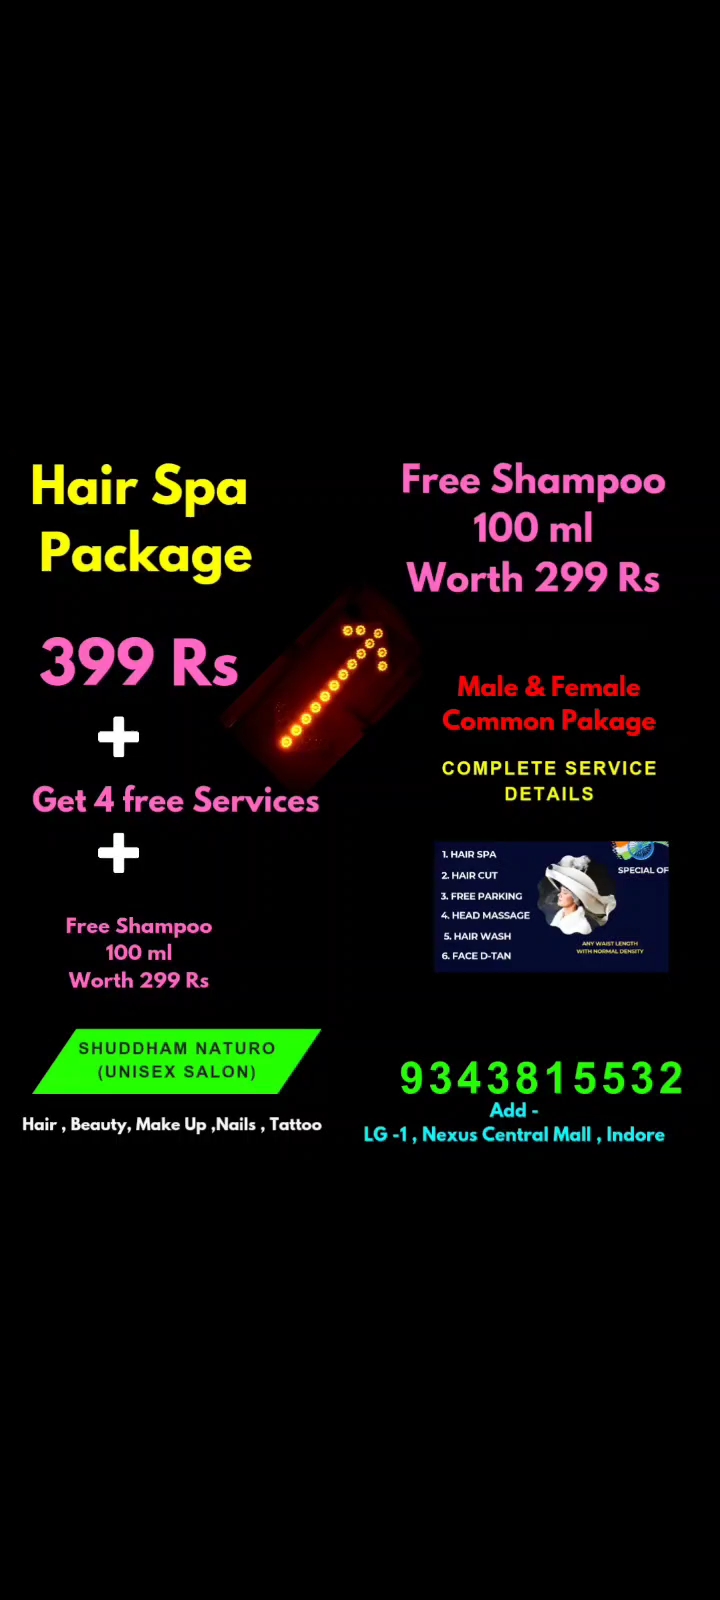 Hair Spa
Package
399 Rs
+
Get 4 free Services
+
Free Shampoo
100 ml
Worth 299 Rs
SHUDDHAM NATURO
(UNISEX SALON)
Hair , Beauty, Make Up ,Nails , Tattoo
Free Shampoo
100 ml
Worth 299 Rs
Male & Female
Common Pakage
COMPLETE SERVICE
DETAILS
1. HAIR SPA
2. HAIR CUT
3. FREE PARKING
4. HEAD MASSAGE
5. HAIR WASH
6. FACE D-TAN
SPECIAL OF
ANY WAIST LENGTH
WITH NORMAL DENSITY
9343815532
Add -
LG -1 , Nexus Central Mall , Indore